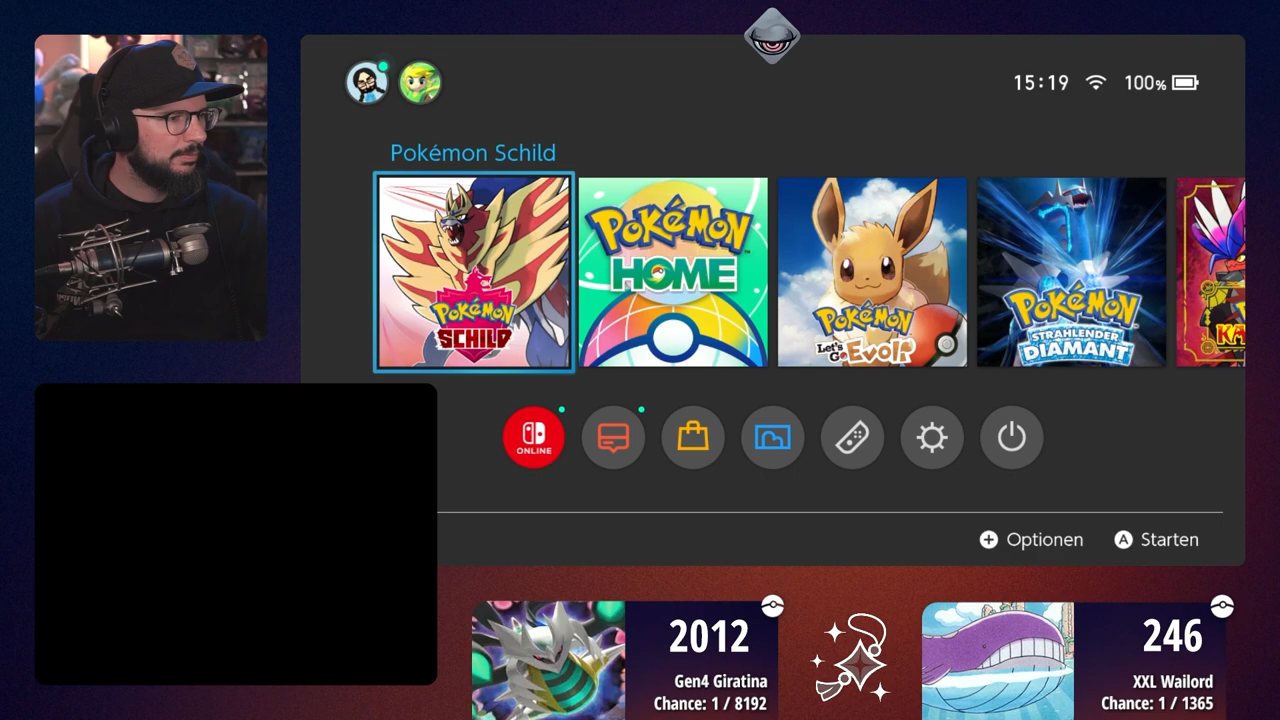 15:19
100%
Pokémon Schild
Pokémon
SCHILD
Pokémon
HOME
Pokémon
Let's Go Evoli
Pokémon
STRAHLENDER
DIAMANT
KA
ONLINE
Optionen
A Starten
2012
Gen4 Giratina
Chance: 1 / 8192
246
XXL Wailord
Chance: 1 / 1365